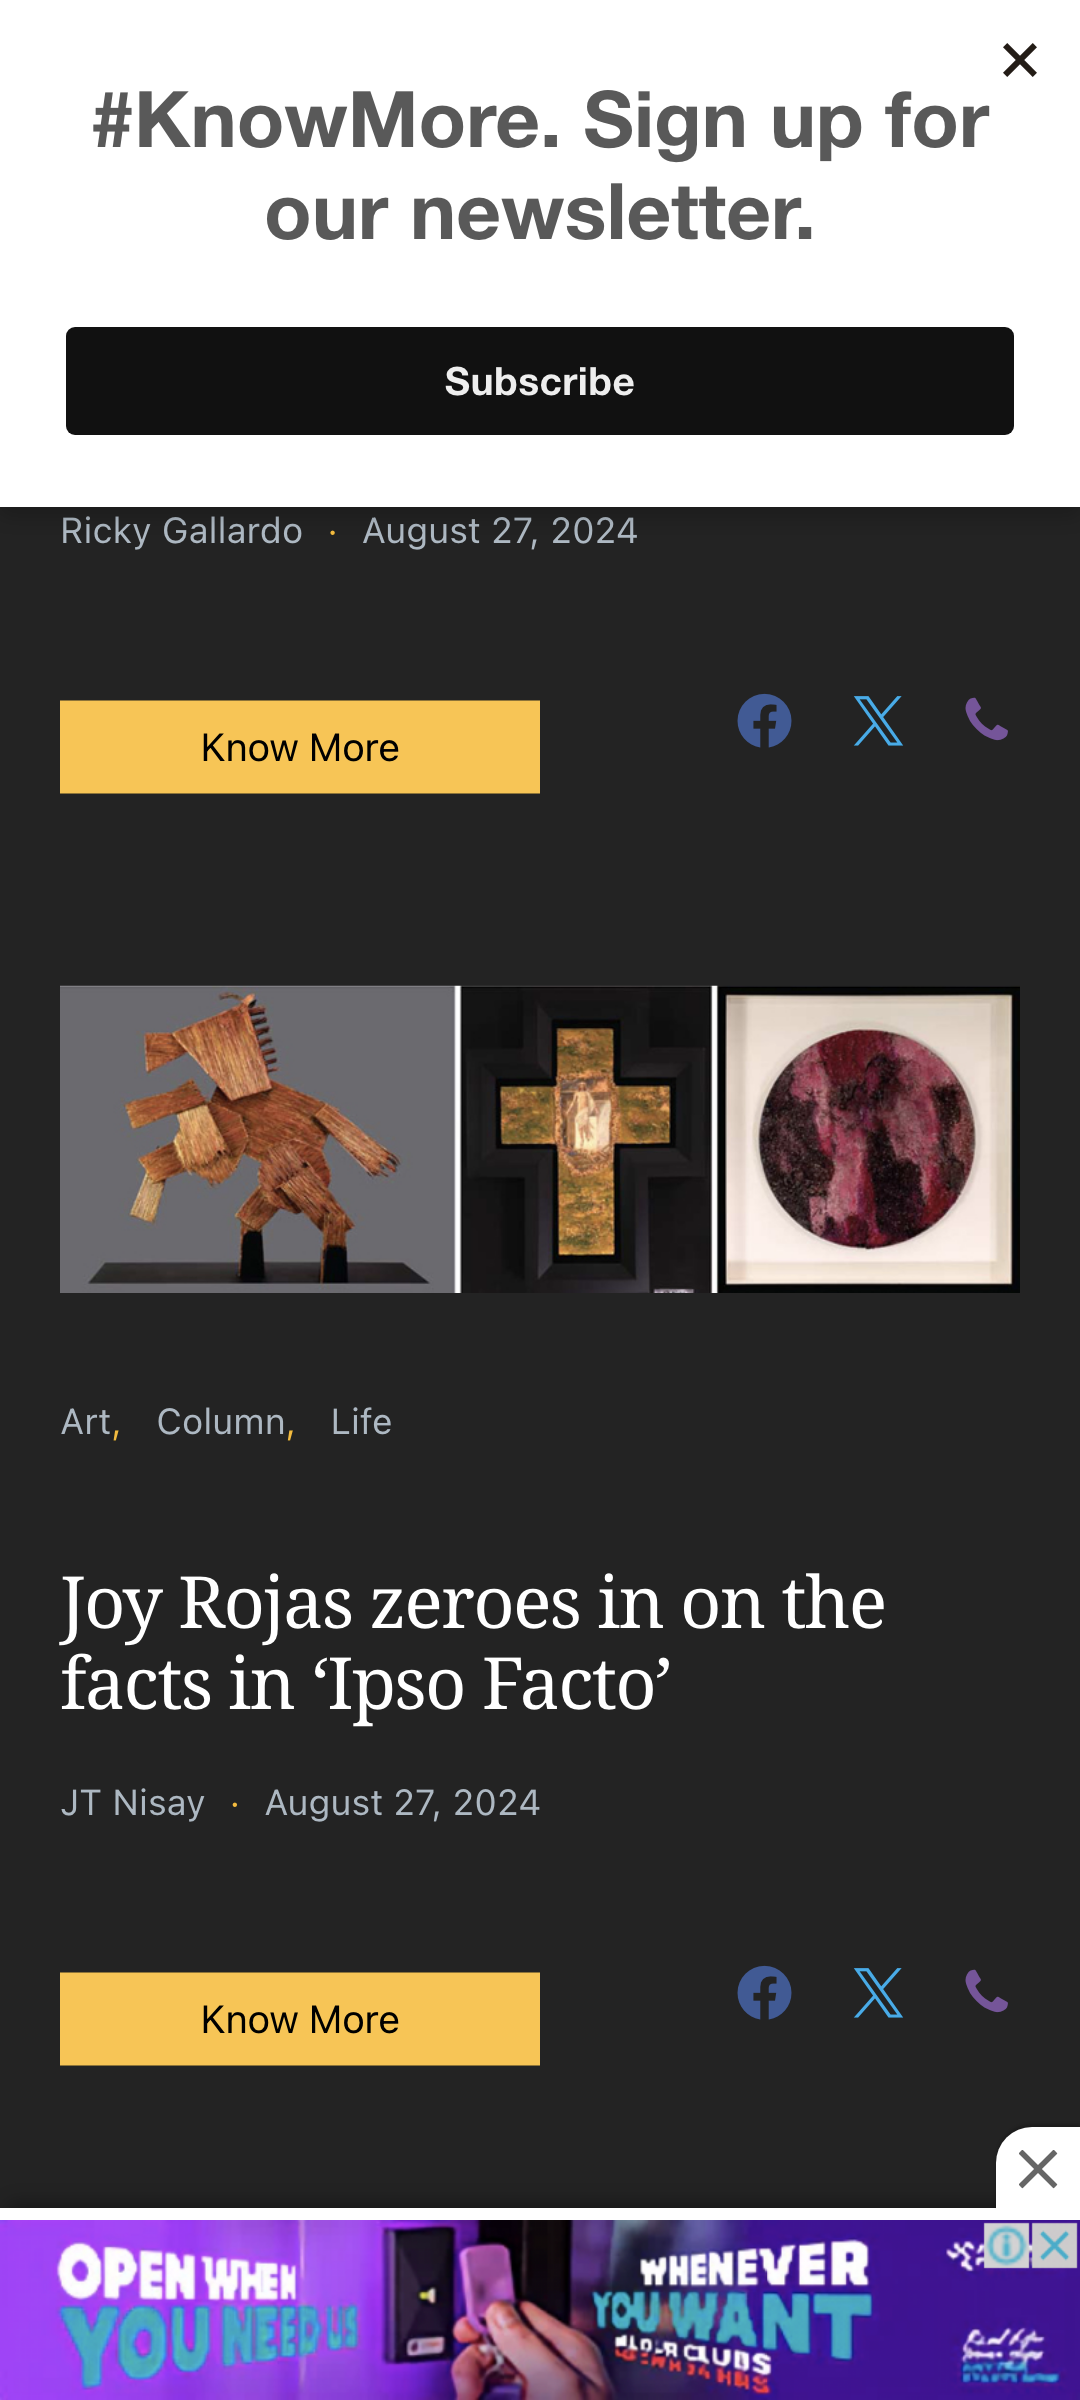 #KnowMore. Sign up for
our newsletter.
Subscribe
Ricky Gallardo · August 27, 2024
Know More
Art, Column, Life
Joy Rojas zeroes in on the
facts in ‘Ipso Facto’
JT Nisay · August 27, 2024
Know More
OPEN WHEN
YOU NEED US
WHENEVER
YOU WANT
CLUBS